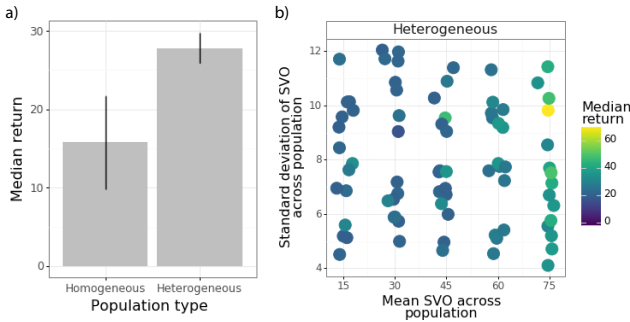 a)
30
20
10
0
Median return
Homogeneous Heterogeneous
Population type
b)
Heterogeneous
12
10
8
6
4
Standard deviation of SVO
across population
15 30 45 60 75
Mean SVO across
population
Median
return
60
40
20
0